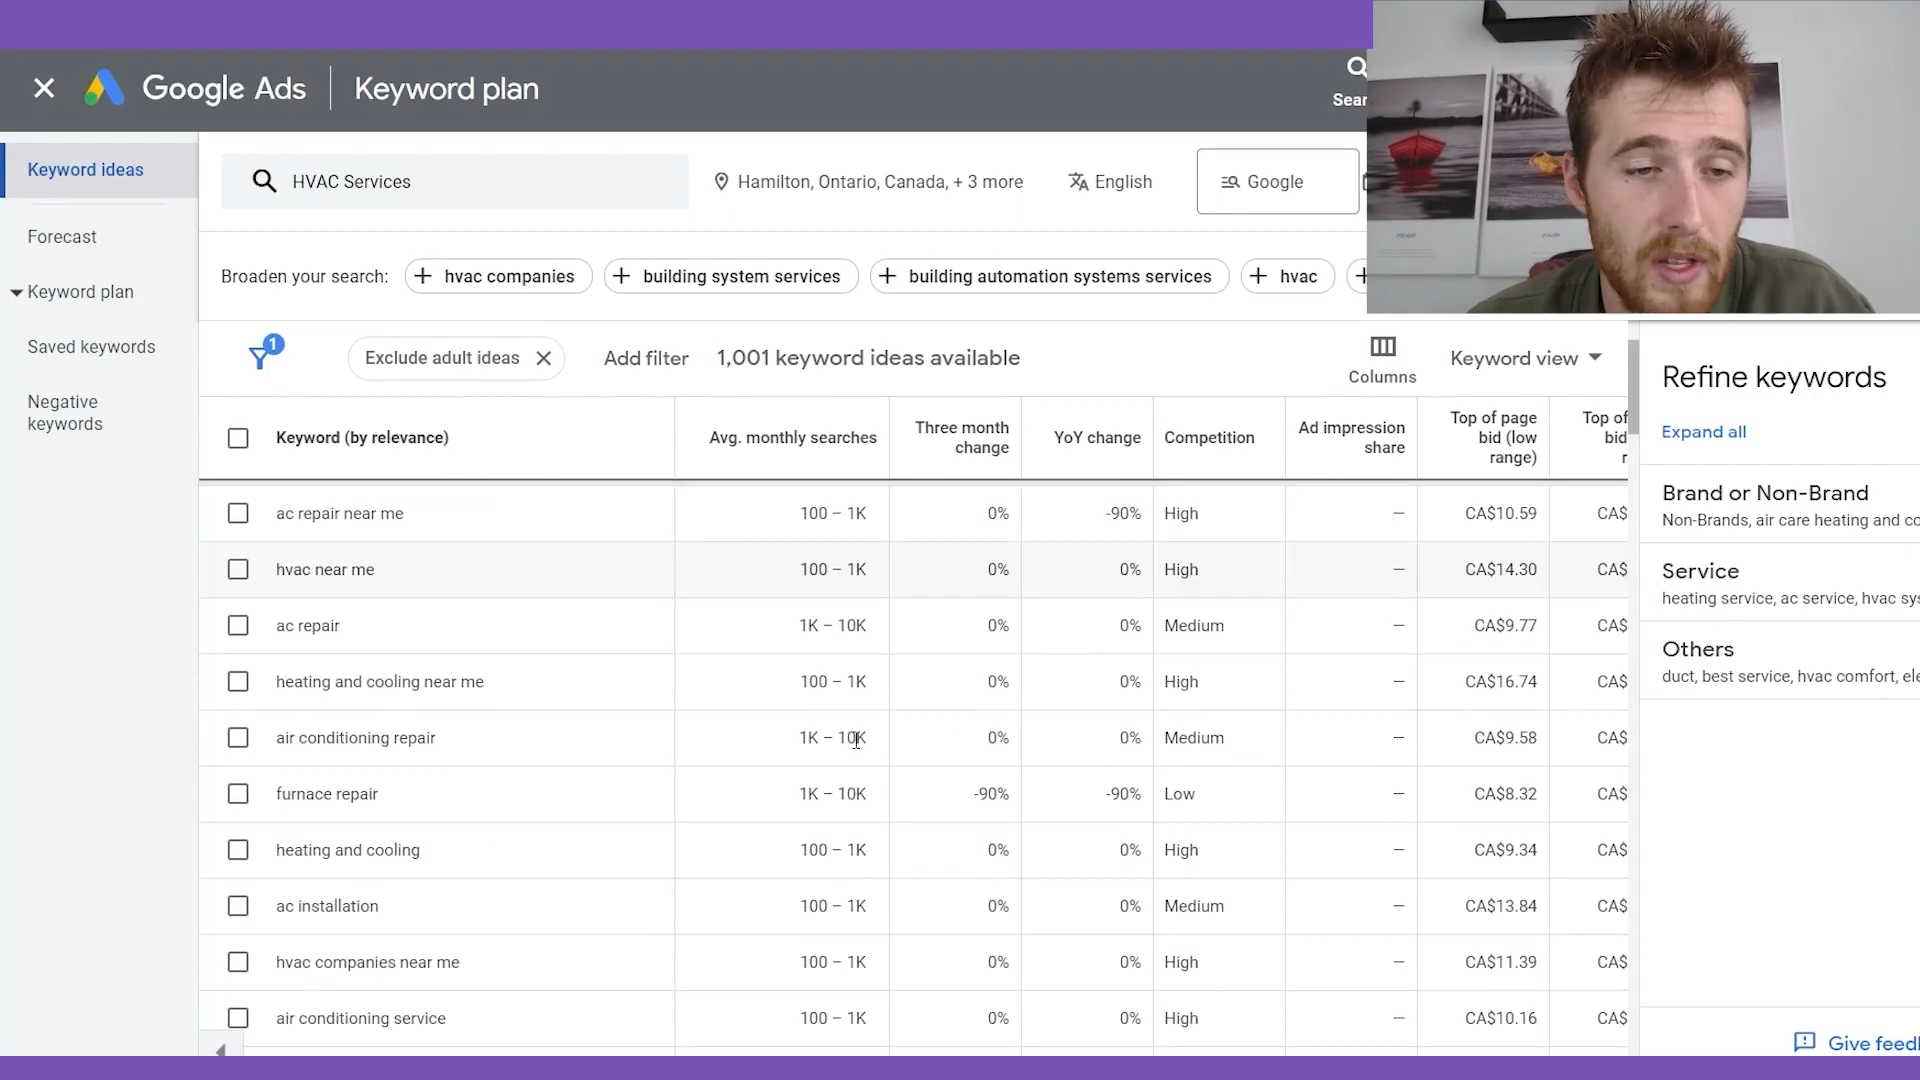 Google Ads | Keyword plan
Sear
Keyword ideas
Forecast
Keyword plan
Saved keywords
Negative
keywords
HVAC Services
Hamilton, Ontario, Canada, + 3 more
English
Google
Broaden your search:
+ hvac companies
+ building system services
+ building automation systems services
+ hvac
+
1
Exclude adult ideas
Add filter
1,001 keyword ideas available
Columns
Keyword view
Keyword (by relevance)
Avg. monthly searches
Three month
change
YoY change
Competition
Ad impression
share
Top of page
bid (low
range)
Top of
bid
r
ac repair near me 100 – 1K 0% -90% High — CA$10.59 CA$
hvac near me 100 – 1K 0% 0% High — CA$14.30 CA$
ac repair 1K – 10K 0% 0% Medium — CA$9.77 CA$
heating and cooling near me 100 – 1K 0% 0% High — CA$16.74 CA$
air conditioning repair 1K – 10K 0% 0% Medium — CA$9.58 CA$
furnace repair 1K – 10K -90% -90% Low — CA$8.32 CA$
heating and cooling 100 – 1K 0% 0% High — CA$9.34 CA$
ac installation 100 – 1K 0% 0% Medium — CA$13.84 CA$
hvac companies near me 100 – 1K 0% 0% High — CA$11.39 CA$
air conditioning service 100 – 1K 0% 0% High — CA$10.16 CA$
Refine keywords
Expand all
Brand or Non-Brand
Non-Brands, air care heating and co
Service
heating service, ac service, hvac sys
Others
duct, best service, hvac comfort, ele
Give feedb